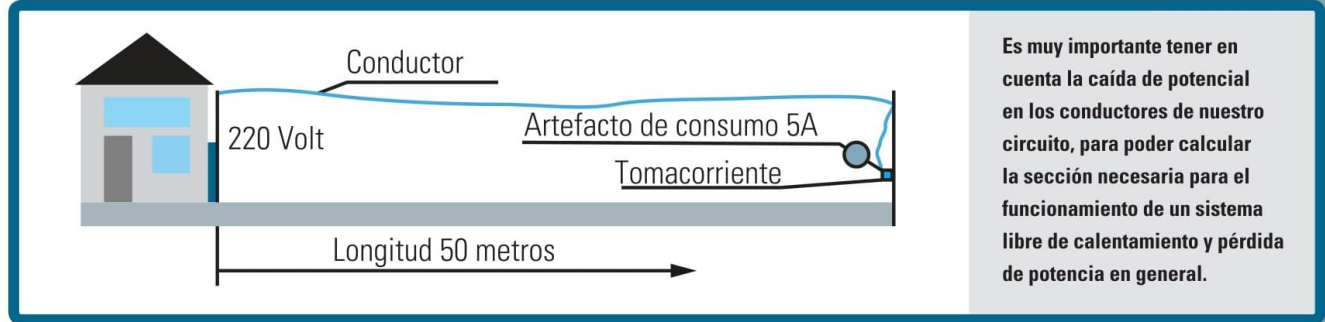 Conductor
220 Volt
Artefacto de consumo 5A
Tomacorriente
Longitud 50 metros
Es muy importante tener en
cuenta la caída de potencial
en los conductores de nuestro
circuito, para poder calcular
la sección necesaria para el
funcionamiento de un sistema
libre de calentamiento y pérdida
de potencia en general.